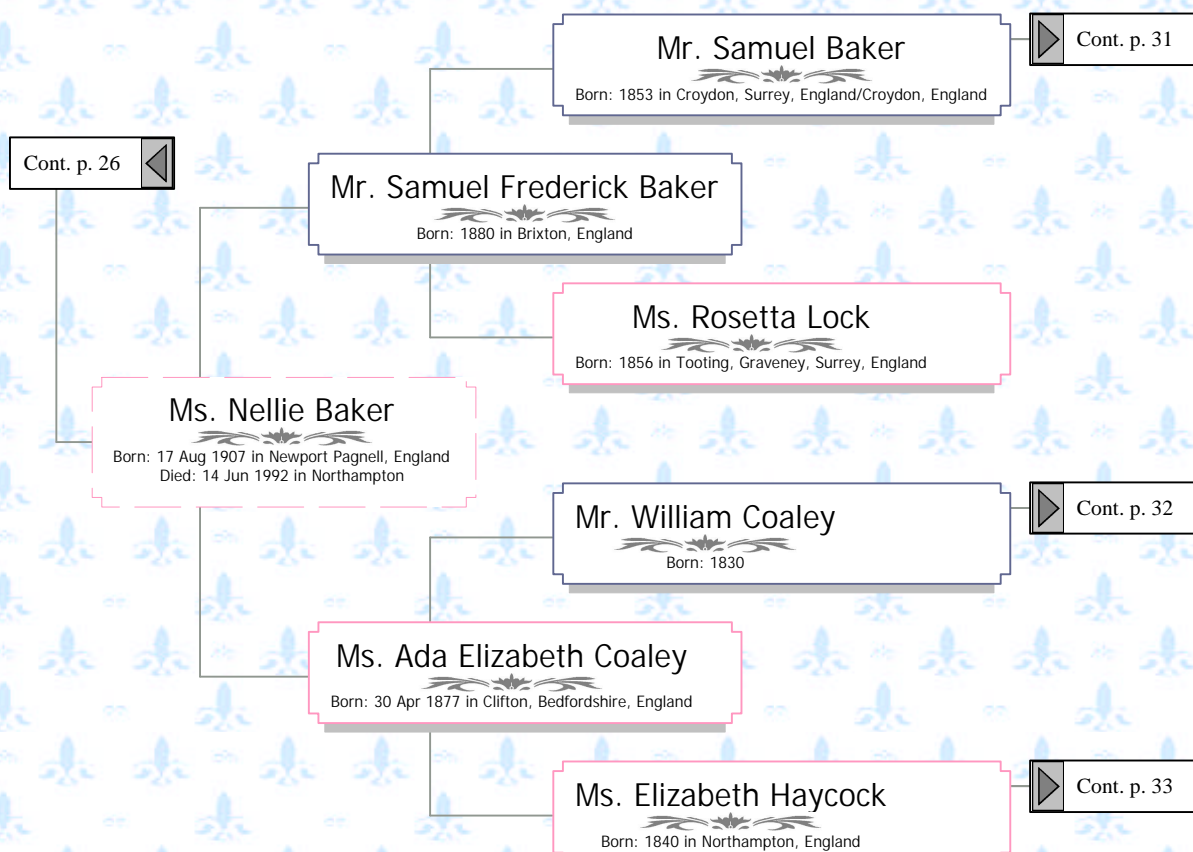 Mr. Samuel Baker
Born: 1853 in Croydon, Surrey, England/Croydon, England
Cont. p. 31
Cont. p. 26
Mr. Samuel Frederick Baker
Born: 1880 in Brixton, England
Ms. Rosetta Lock
Born: 1856 in Tooting, Graveney, Surrey, England
Ms. Nellie Baker
Born: 17 Aug 1907 in Newport Pagnell, England
Died: 14 Jun 1992 in Northampton
Mr. William Coaley
Born: 1830
Cont. p. 32
Ms. Ada Elizabeth Coaley
Born: 30 Apr 1877 in Clifton, Bedfordshire, England
Ms. Elizabeth Haycock
Born: 1840 in Northampton, England
Cont. p. 33